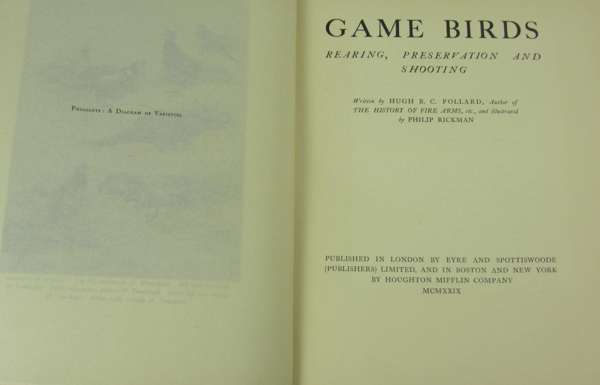 Pheasants: A Diagram of Varieties
GAME BIRDS
REARING, PRESERVATION AND
SHOOTING
Written by HUGH B. C. POLLARD, Author of
THE HISTORY OF FIRE ARMS, etc., and illustrated
by PHILIP RICKMAN
PUBLISHED IN LONDON BY EYRE AND SPOTTISWOODE
(PUBLISHERS) LIMITED, AND IN BOSTON AND NEW YORK
BY HOUGHTON MIFFLIN COMPANY
MCMXXIX